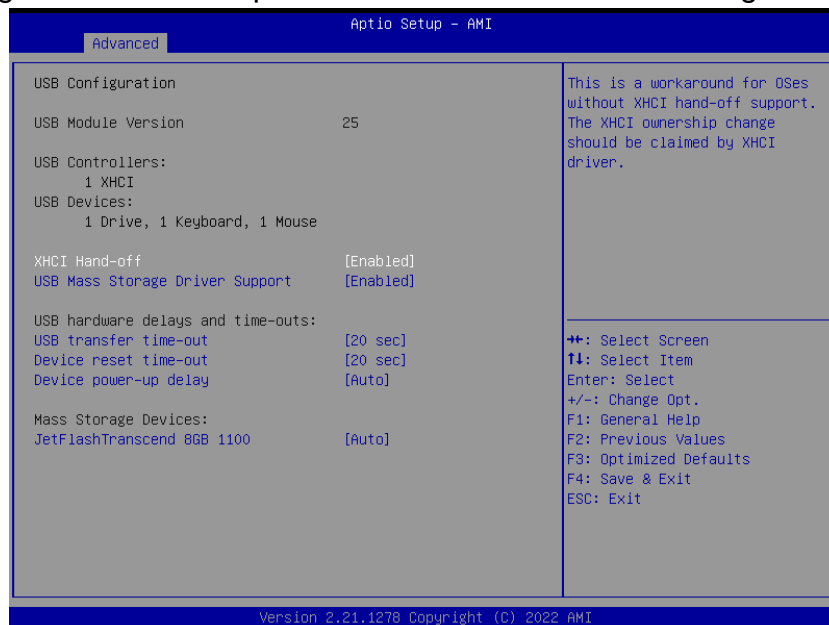 Aptio Setup - AMI
Advanced
USB Configuration
USB Module Version 25
USB Controllers:
1 XHCI
USB Devices:
1 Drive, 1 Keyboard, 1 Mouse
XHCI Hand-off [Enabled]
USB Mass Storage Driver Support [Enabled]
USB hardware delays and time-outs:
USB transfer time-out [20 sec]
Device reset time-out [20 sec]
Device power-up delay [Auto]
Mass Storage Devices:
JetFlashTranscend 8GB 1100 [Auto]
This is a workaround for OSes
without XHCI hand-off support.
The XHCI ownership change
should be claimed by XHCI
driver.
→←: Select Screen
↑↓: Select Item
Enter: Select
+/-: Change Opt.
F1: General Help
F2: Previous Values
F3: Optimized Defaults
F4: Save & Exit
ESC: Exit
Version 2.21.1278 Copyright (C) 2022 AMI